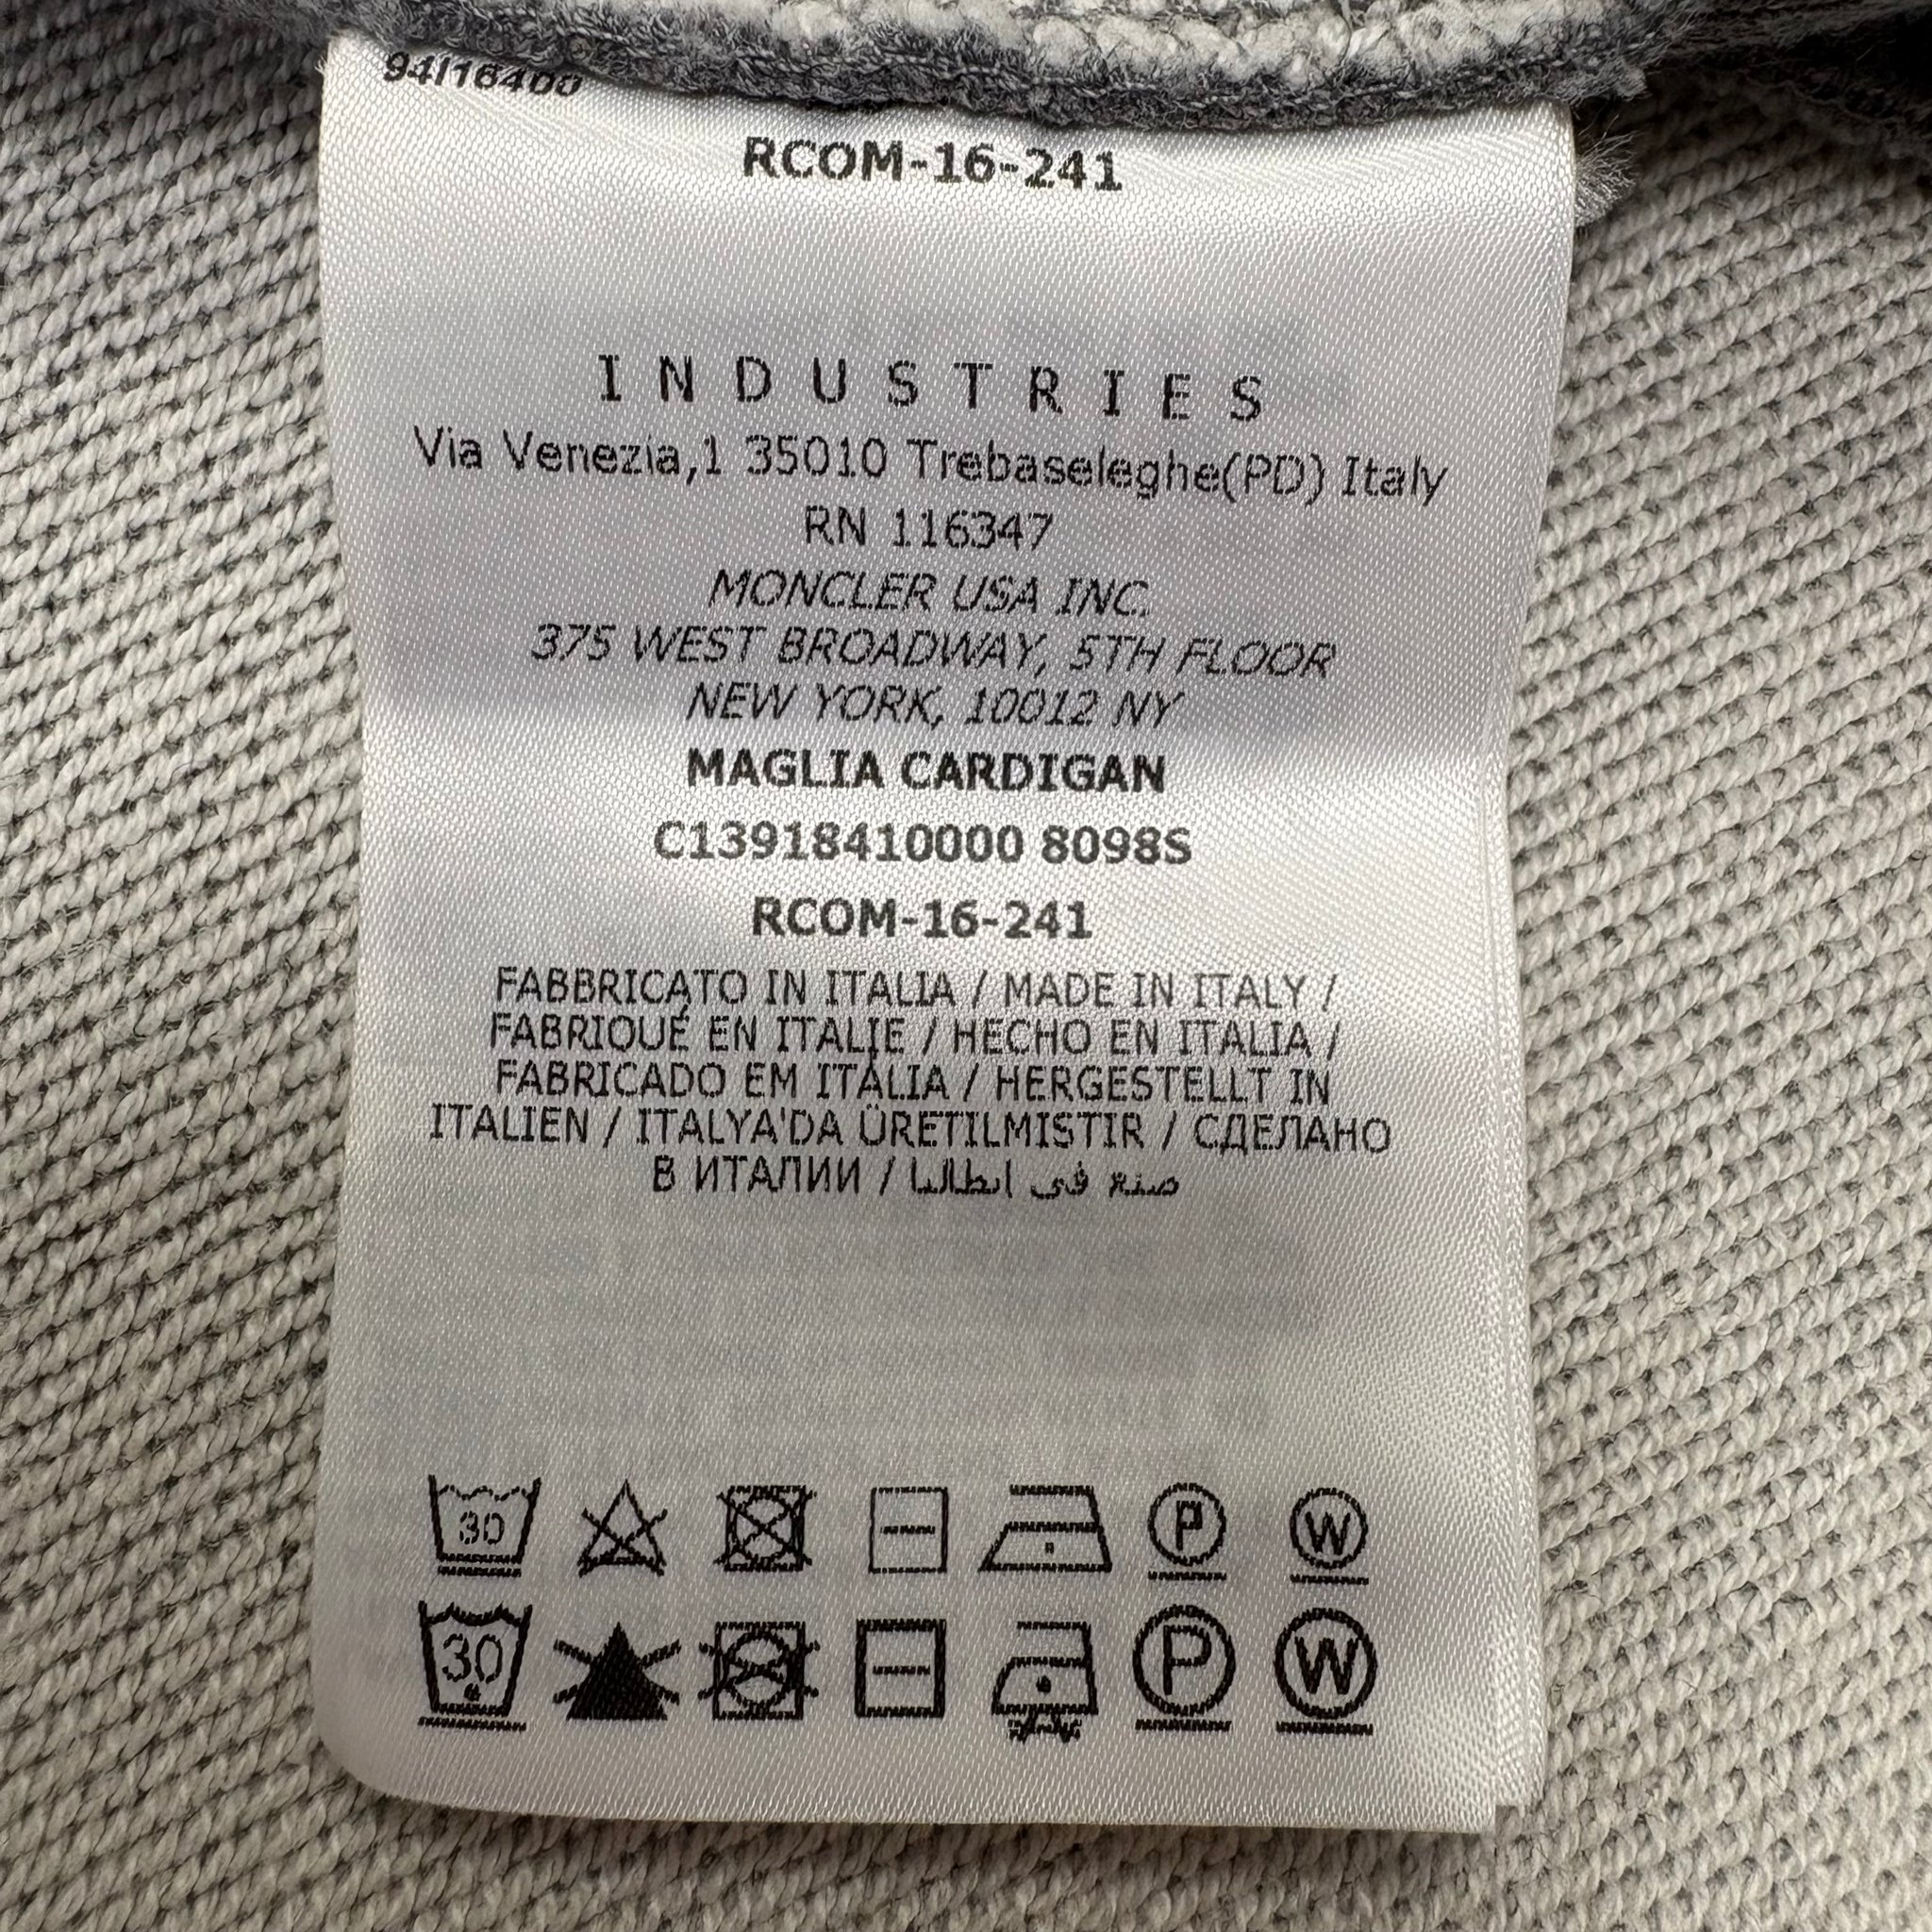 94I16400
RCOM-16-241
INDUSTRIES
Via Venezia,1 35010 Trebaseleghe(PD) Italy
RN 116347
MONCLER USA INC.
375 WEST BROADWAY, 5TH FLOOR
NEW YORK, 10012 NY
MAGLIA CARDIGAN
C13918410000 8098S
RCOM-16-241
FABBRICATO IN ITALIA / MADE IN ITALY /
FABRIQUÉ EN ITALIE / HECHO EN ITALIA /
FABRICADO EM ITÁLIA / HERGESTELLT IN
ITALIEN / ITALYA'DA ÜRETILMISTIR / СДЕЛАНО
В ИТАЛИИ / صنع في ايطاليا
30 P W
30 P W